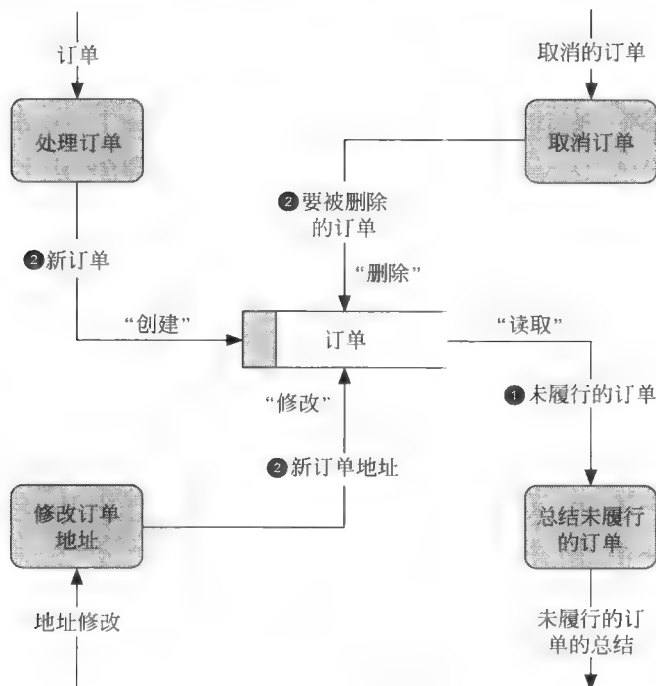 订单
取消的订单
处理订单
取消订单
❷要被删除
的订单
❷新订单
“删除”
“创建”
订单
“读取”
“修改”
❶未履行的订单
❷新订单地址
修改订单
地址
总结未履行
的订单
地址修改
未履行的订
单的总结